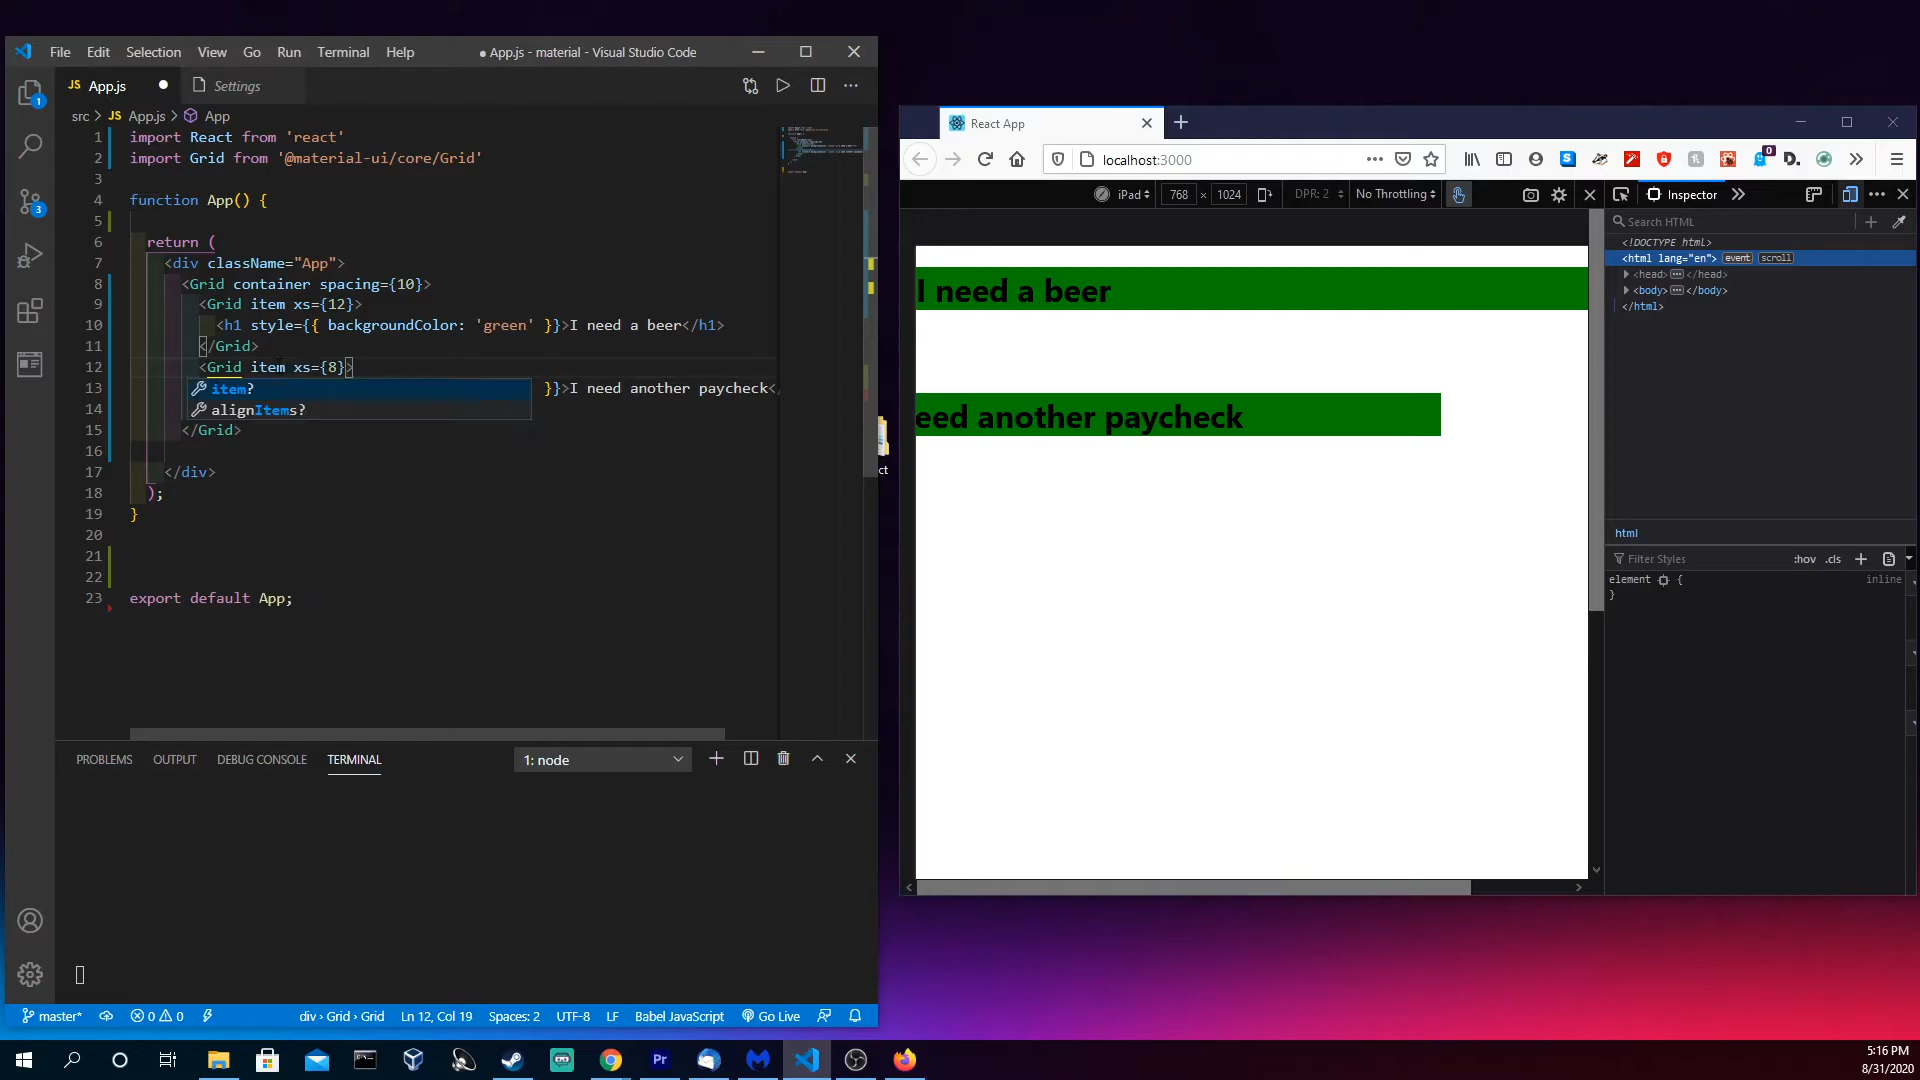 File Edit Selection View Go Run Terminal Help
● App.js - material - Visual Studio Code
JS App.js Settings
src > JS App.js > App
1 import React from 'react'
2 import Grid from '@material-ui/core/Grid'
3
4 function App() {
5
6 return (
7 <div className="App">
8 <Grid container spacing={10}>
9 <Grid item xs={12}>
10 <h1 style={{ backgroundColor: 'green' }}>I need a beer</h1>
11 </Grid>
12 <Grid item xs={8}>
13 }}>I need another paycheck<
item?
alignItems?
14
15 </Grid>
16
17 </div>
18 );
19 }
20
21
22
23 export default App;
PROBLEMS OUTPUT DEBUG CONSOLE TERMINAL 1: node
master* 0 0 div › Grid › Grid Ln 12, Col 19 Spaces: 2 UTF-8 LF Babel JavaScript Go Live
1
3
ct
React App
localhost:3000
0
D.
iPad 768 × 1024 DPR: 2 No Throttling
I need a beer
eed another paycheck
Inspector
Search HTML
<!DOCTYPE html>
<html lang="en"> event scroll
<head> </head>
<body> </body>
</html>
html
Filter Styles :hov .cls
element { inline
}
Pr
5:16 PM
8/31/2020